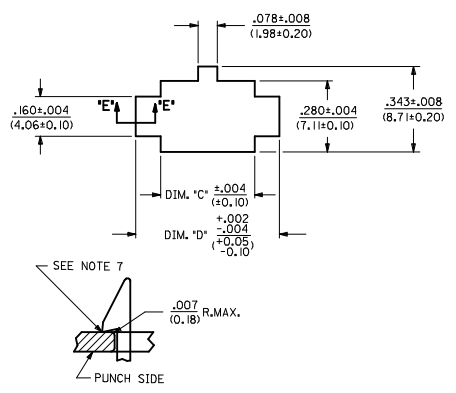 .078±.008
(1.98±0.20)
.160±.004
(4.06±0.10)
"E" "E"
.280±.004
(7.11±0.10)
.343±.008
(8.71±0.20)
DIM. "C" ±.004
(±0.10)
DIM. "D" +.002
-.004
(+0.05
-0.10)
SEE NOTE 7
.007
(0.18) R.MAX.
PUNCH SIDE